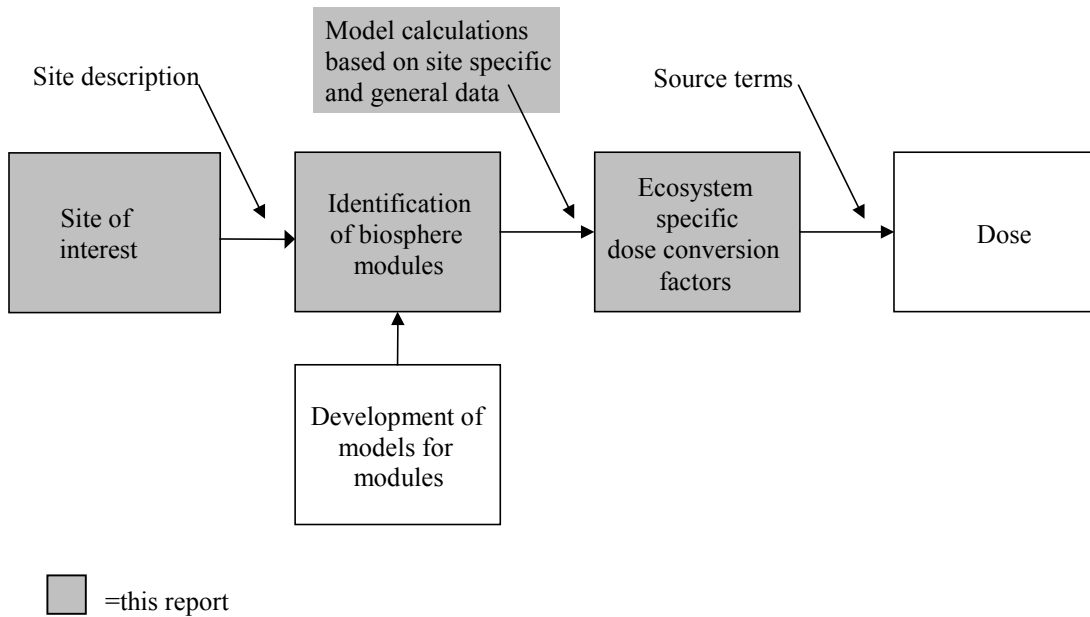 Site description
Model calculations
based on site specific
and general data
Source terms
Site of
interest
Identification
of biosphere
modules
Ecosystem
specific
dose conversion
factors
Dose
Development of
models for
modules
=this report